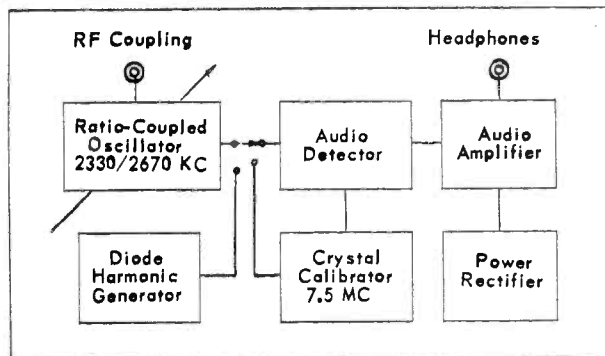 RF Coupling
Headphones
Ratio-Coupled
Oscillator
2330/2670 KC
Audio
Detector
Audio
Amplifier
Diode
Harmonic
Generator
Crystal
Calibrator
7.5 MC
Power
Rectifier